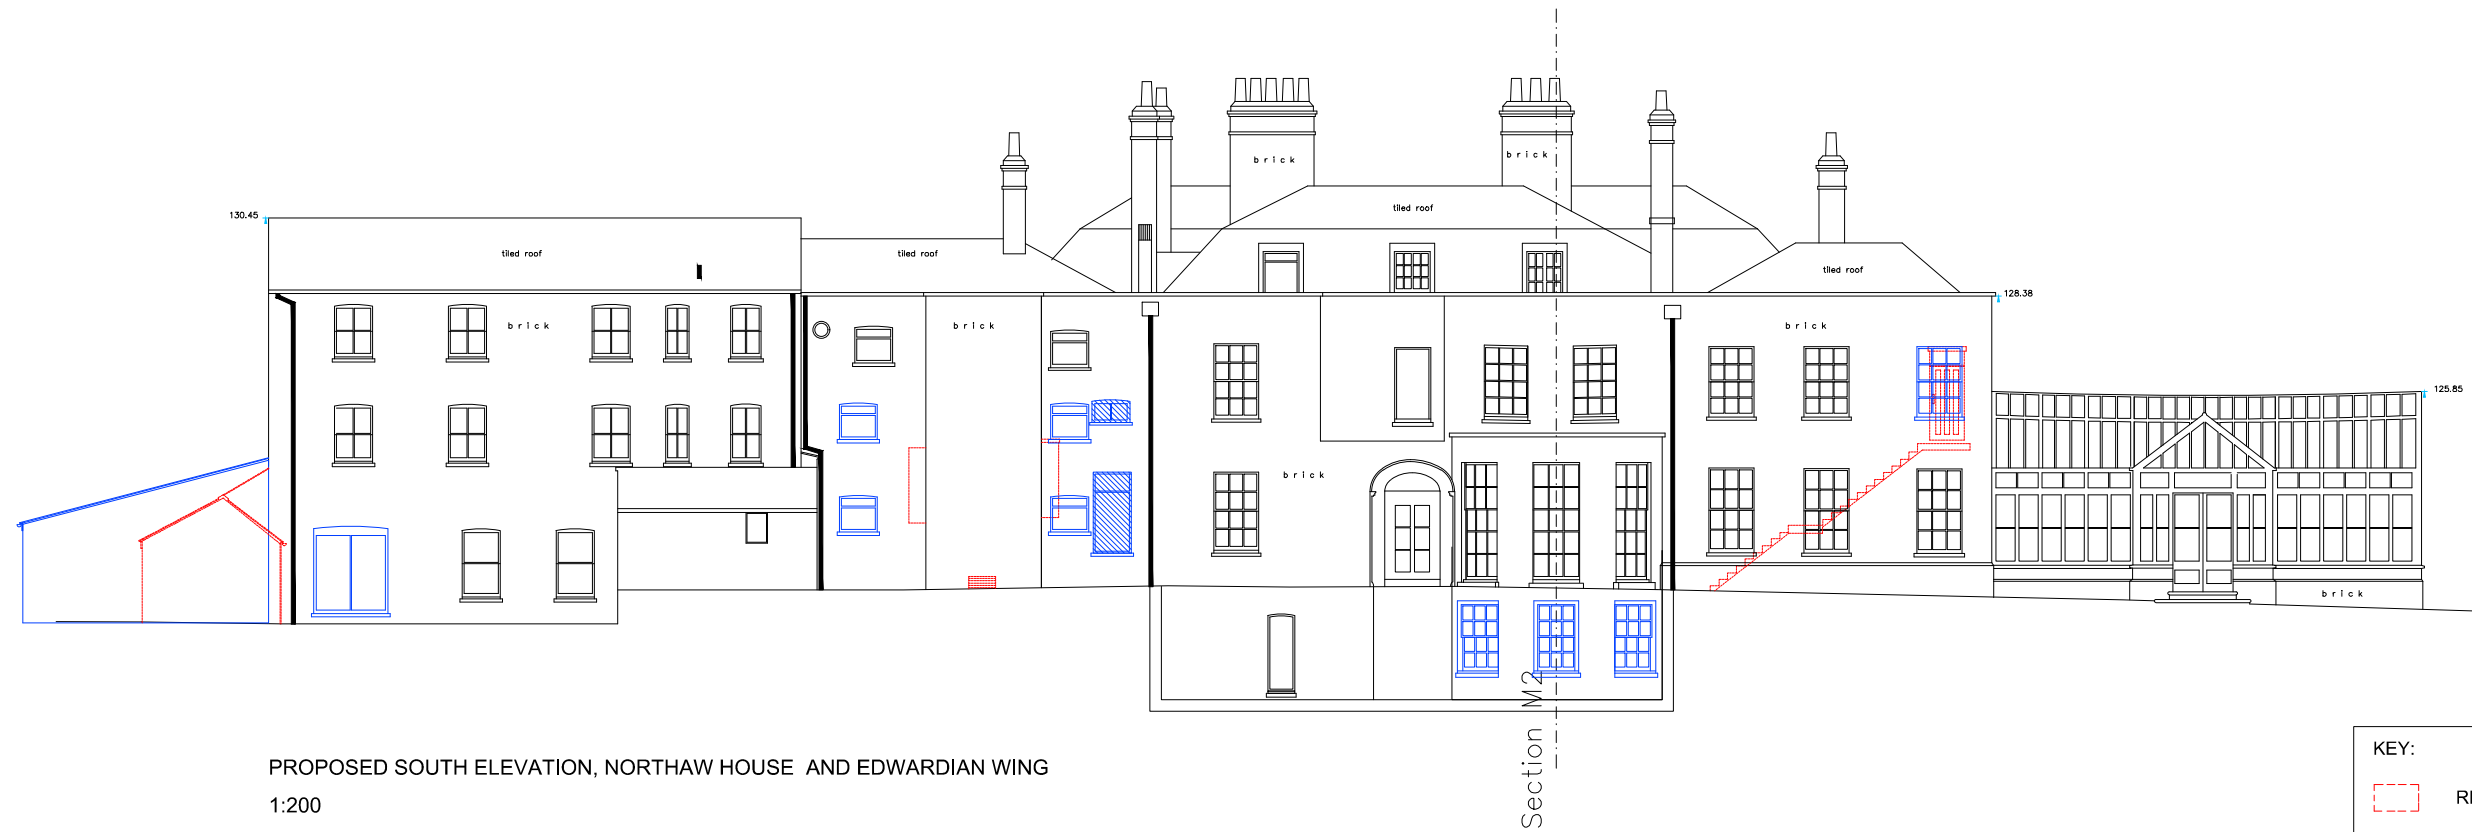 brick
brick
tiled roof
130.45
tiled roof
tiled roof
tiled roof
128.38
brick
brick
brick
125.85
brick
brick
Section M2
PROPOSED SOUTH ELEVATION, NORTHAW HOUSE AND EDWARDIAN WING
1:200
KEY: